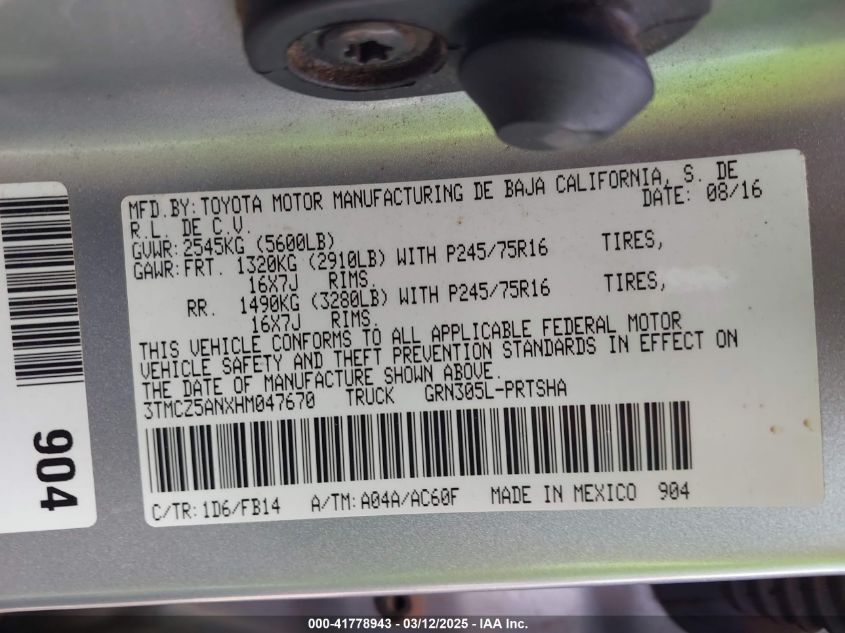 MFD.BY:TOYOTA MOTOR MANUFACTURING DE BAJA CALIFORNIA, S. DE
R.L. DE C.V. DATE: 08/16
GVWR:2545KG (5600LB)
GAWR:FRT. 1320KG (2910LB) WITH P245/75R16 TIRES,
16X7J RIMS.
RR. 1490KG (3280LB) WITH P245/75R16 TIRES,
16X7J RIMS.
THIS VEHICLE CONFORMS TO ALL APPLICABLE FEDERAL MOTOR
VEHICLE SAFETY AND THEFT PREVENTION STANDARDS IN EFFECT ON
THE DATE OF MANUFACTURE SHOWN ABOVE.
3TMCZ5ANXHM047670 TRUCK GRN305L-PRTSHA
C/TR:1D6/FB14 A/TM:A04A/AC60F MADE IN MEXICO 904
904
000-41778943 - 03/12/2025 - IAA Inc.